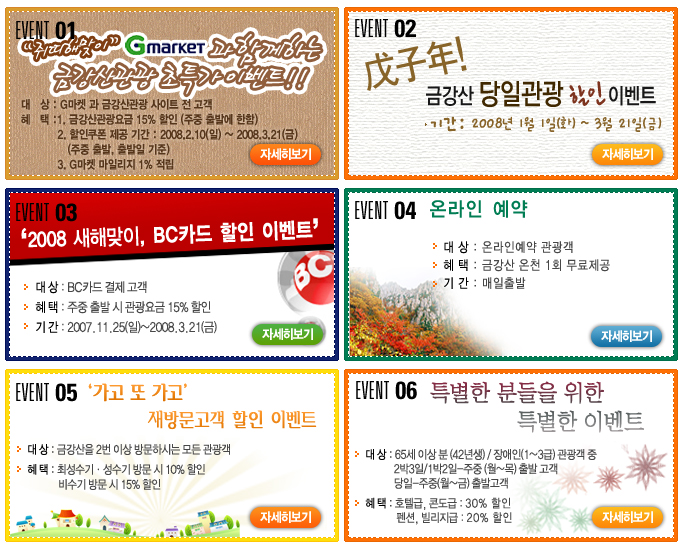 EVENT 01
"쥐띠해맞이" Gmarket 과 함께하는
금강산관광 초특가 이벤트!!
대 상 : G마켓 과 금강산관광 사이트 전 고객
혜 택 : 1. 금강산관광요금 15% 할인 (주중 출발에 한함)
2. 할인쿠폰 제공 기간 : 2008.2.10(일) ~ 2008.3.21(금)
(주중 출발, 출발일 기준)
3. G마켓 마일리지 1% 적립
자세히보기
EVENT 02
戊子年!
금강산 당일관광 할인 이벤트
·기간 : 2008년 1월 1일(화) ~ 3월 21일(금)
자세히보기
EVENT 03
'2008 새해맞이, BC카드 할인 이벤트'
BC
대 상 : BC카드 결제 고객
혜 택 : 주중 출발 시 관광요금 15% 할인
기 간 : 2007.11.25(일)~2008.3.21(금)
자세히보기
EVENT 04 온라인 예약
대 상 : 온라인예약 관광객
혜 택 : 금강산 온천 1회 무료제공
기 간 : 매일출발
자세히보기
EVENT 05 '가고 또 가고'
재방문고객 할인 이벤트
대 상 : 금강산을 2번 이상 방문하시는 모든 관광객
혜 택 : 최성수기 · 성수기 방문 시 10% 할인
비수기 방문 시 15% 할인
자세히보기
EVENT 06 특별한 분들을 위한
특별한 이벤트
대 상 : 65세 이상 분 (42년생) / 장애인(1~3급) 관광객 중
2박3일/1박2일-주중 (월~목) 출발 고객
당일-주중(월~금) 출발고객
혜 택 : 호텔급, 콘도급 : 30% 할인
펜션, 빌리지급 : 20% 할인
자세히보기